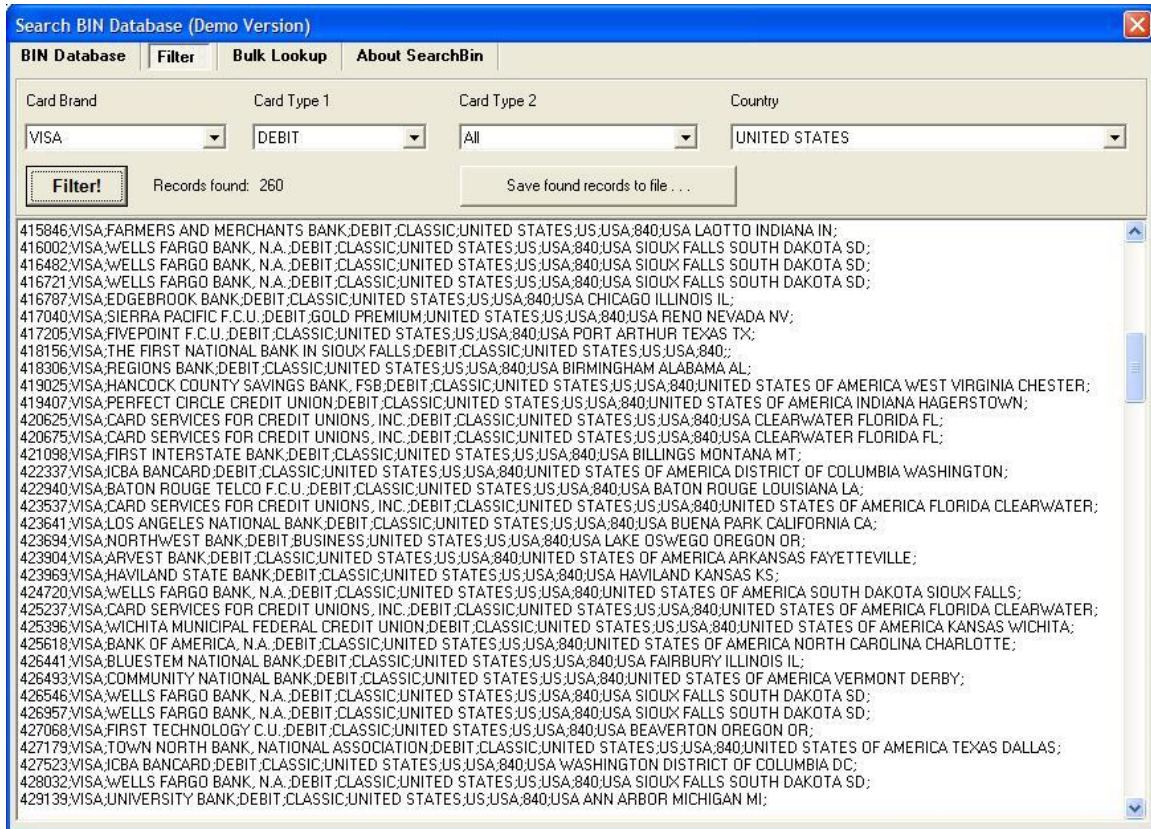 Search BIN Database (Demo Version)
BIN Database Filter Bulk Lookup About SearchBin
Card Brand Card Type 1 Card Type 2 Country
VISA DEBIT All UNITED STATES
Filter! Records found: 260 Save found records to file . . .
415846;VISA;FARMERS AND MERCHANTS BANK;DEBIT;CLASSIC;UNITED STATES;US;USA;840;USA LAOTTO INDIANA IN;
416002;VISA;WELLS FARGO BANK, N.A.;DEBIT;CLASSIC;UNITED STATES;US;USA;840;USA SIOUX FALLS SOUTH DAKOTA SD;
416482;VISA;WELLS FARGO BANK, N.A.;DEBIT;CLASSIC;UNITED STATES;US;USA;840;USA SIOUX FALLS SOUTH DAKOTA SD;
416721;VISA;WELLS FARGO BANK, N.A.;DEBIT;CLASSIC;UNITED STATES;US;USA;840;USA SIOUX FALLS SOUTH DAKOTA SD;
416787;VISA;EDGEBROOK BANK;DEBIT;CLASSIC;UNITED STATES;US;USA;840;USA CHICAGO ILLINOIS IL;
417040;VISA;SIERRA PACIFIC F.C.U.;DEBIT;GOLD PREMIUM;UNITED STATES;US;USA;840;USA RENO NEVADA NV;
417205;VISA;FIVEPOINT F.C.U.;DEBIT;CLASSIC;UNITED STATES;US;USA;840;USA PORT ARTHUR TEXAS TX;
418156;VISA;THE FIRST NATIONAL BANK IN SIOUX FALLS;DEBIT;CLASSIC;UNITED STATES;US;USA;840;;
418306;VISA;REGIONS BANK;DEBIT;CLASSIC;UNITED STATES;US;USA;840;USA BIRMINGHAM ALABAMA AL;
419025;VISA;HANCOCK COUNTY SAVINGS BANK, FSB;DEBIT;CLASSIC;UNITED STATES;US;USA;840;UNITED STATES OF AMERICA WEST VIRGINIA CHESTER;
419407;VISA;PERFECT CIRCLE CREDIT UNION;DEBIT;CLASSIC;UNITED STATES;US;USA;840;UNITED STATES OF AMERICA INDIANA HAGERSTOWN;
420625;VISA;CARD SERVICES FOR CREDIT UNIONS, INC.;DEBIT;CLASSIC;UNITED STATES;US;USA;840;USA CLEARWATER FLORIDA FL;
420675;VISA;CARD SERVICES FOR CREDIT UNIONS, INC.;DEBIT;CLASSIC;UNITED STATES;US;USA;840;USA CLEARWATER FLORIDA FL;
421098;VISA;FIRST INTERSTATE BANK;DEBIT;CLASSIC;UNITED STATES;US;USA;840;USA BILLINGS MONTANA MT;
422337;VISA;ICBA BANCARD;DEBIT;CLASSIC;UNITED STATES;US;USA;840;UNITED STATES OF AMERICA DISTRICT OF COLUMBIA WASHINGTON;
422940;VISA;BATON ROUGE TELCO F.C.U.;DEBIT;CLASSIC;UNITED STATES;US;USA;840;USA BATON ROUGE LOUISIANA LA;
423537;VISA;CARD SERVICES FOR CREDIT UNIONS, INC;DEBIT;CLASSIC;UNITED STATES;US;USA;840;UNITED STATES OF AMERICA FLORIDA CLEARWATER;
423641;VISA;LOS ANGELES NATIONAL BANK;DEBIT;CLASSIC;UNITED STATES;US;USA;840;USA BUENA PARK CALIFORNIA CA;
423694;VISA;NORTHWEST BANK;DEBIT;BUSINESS;UNITED STATES;US;USA;840;USA LAKE OSWEGO OREGON OR;
423904;VISA;ARVEST BANK;DEBIT;CLASSIC;UNITED STATES;US;USA;840;UNITED STATES OF AMERICA ARKANSAS FAYETTEVILLE;
423969;VISA;HAVILAND STATE BANK;DEBIT;CLASSIC;UNITED STATES;US;USA;840;USA HAVILAND KANSAS KS;
424720;VISA;WELLS FARGO BANK, N.A.;DEBIT;CLASSIC;UNITED STATES;US;USA;840;UNITED STATES OF AMERICA SOUTH DAKOTA SIOUX FALLS;
425237;VISA;CARD SERVICES FOR CREDIT UNIONS, INC.;DEBIT;CLASSIC;UNITED STATES;US;USA;840;UNITED STATES OF AMERICA FLORIDA CLEARWATER;
425396;VISA;WICHITA MUNICIPAL FEDERAL CREDIT UNION;DEBIT;CLASSIC;UNITED STATES;US;USA;840;UNITED STATES OF AMERICA KANSAS WICHITA;
425618;VISA;BANK OF AMERICA, N.A.;DEBIT;CLASSIC;UNITED STATES;US;USA;840;UNITED STATES OF AMERICA NORTH CAROLINA CHARLOTTE;
426441;VISA;BLUESTEM NATIONAL BANK;DEBIT;CLASSIC;UNITED STATES;US;USA;840;USA FAIRBURY ILLINOIS IL;
426493;VISA;COMMUNITY NATIONAL BANK;DEBIT;CLASSIC;UNITED STATES;US;USA;840;UNITED STATES OF AMERICA VERMONT DERBY;
426546;VISA;WELLS FARGO BANK, N.A.;DEBIT;CLASSIC;UNITED STATES;US;USA;840;USA SIOUX FALLS SOUTH DAKOTA SD;
426957;VISA;WELLS FARGO BANK, N.A.;DEBIT;CLASSIC;UNITED STATES;US;USA;840;USA SIOUX FALLS SOUTH DAKOTA SD;
427068;VISA;FIRST TECHNOLOGY C.U.;DEBIT;CLASSIC;UNITED STATES;US;USA;840;USA BEAVERTON OREGON OR;
427179;VISA;TOWN NORTH BANK, NATIONAL ASSOCIATION;DEBIT;CLASSIC;UNITED STATES;US;USA;840;UNITED STATES OF AMERICA TEXAS DALLAS;
427523;VISA;ICBA BANCARD;DEBIT;CLASSIC;UNITED STATES;US;USA;840;USA WASHINGTON DISTRICT OF COLUMBIA DC;
428032;VISA;WELLS FARGO BANK, N.A.;DEBIT;CLASSIC;UNITED STATES;US;USA;840;USA SIOUX FALLS SOUTH DAKOTA SD;
429139;VISA;UNIVERSITY BANK;DEBIT;CLASSIC;UNITED STATES;US;USA;840;USA ANN ARBOR MICHIGAN MI;